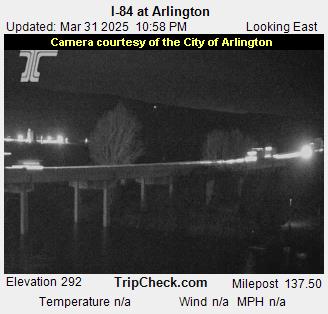 I-84 at Arlington
Updated: Mar 31 2025 10:58 PM Looking East
Camera courtesy of the City of Arlington
Elevation 292 TripCheck.com Milepost 137.50
Temperature n/a Wind n/a MPH n/a